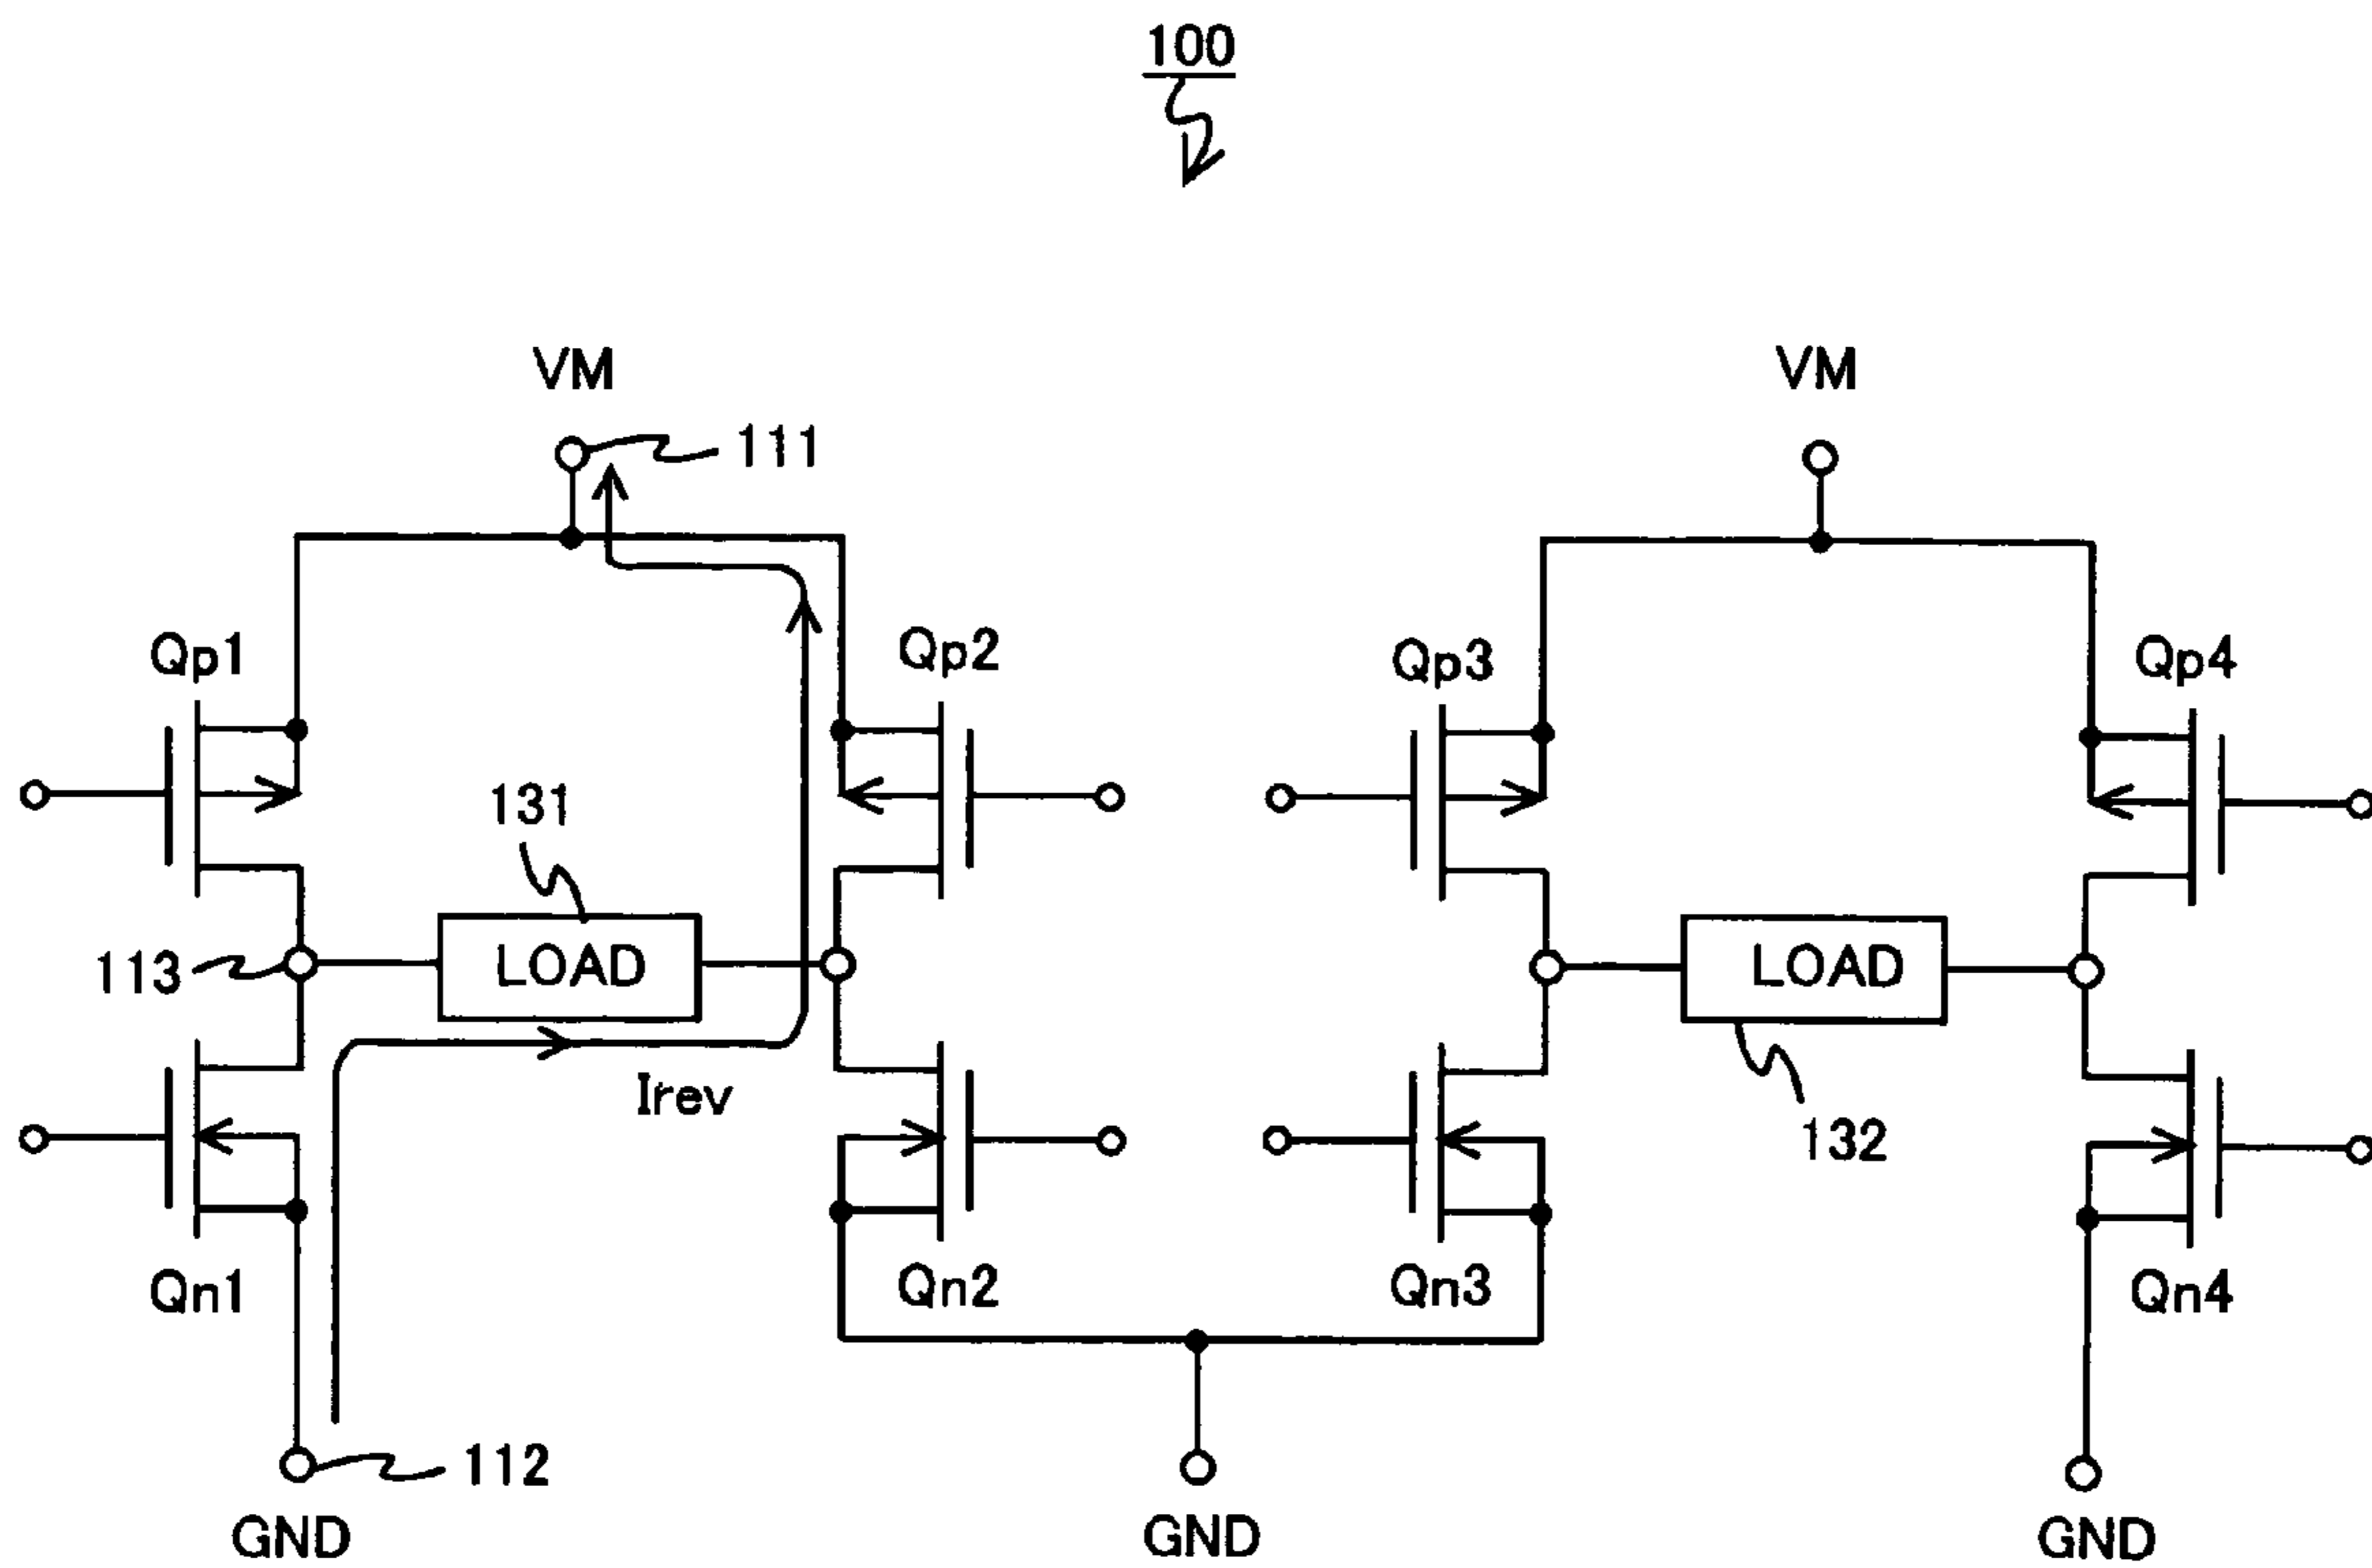 100
VM
VM
111
Qp1
Qp2
Qp3
Qp4
131
113
LOAD
LOAD
Irev
132
Qn1
Qn2
Qn3
Qn4
112
GND
GND
GND